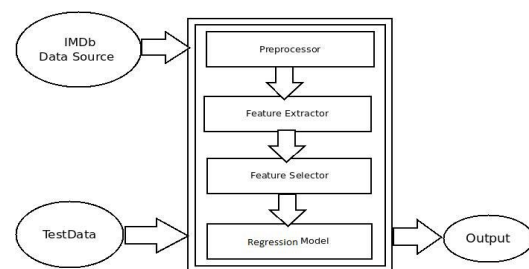 IMDb
Data Source
Preprocessor
Feature Extractor
Feature Selector
TestData
Regression Model
Output